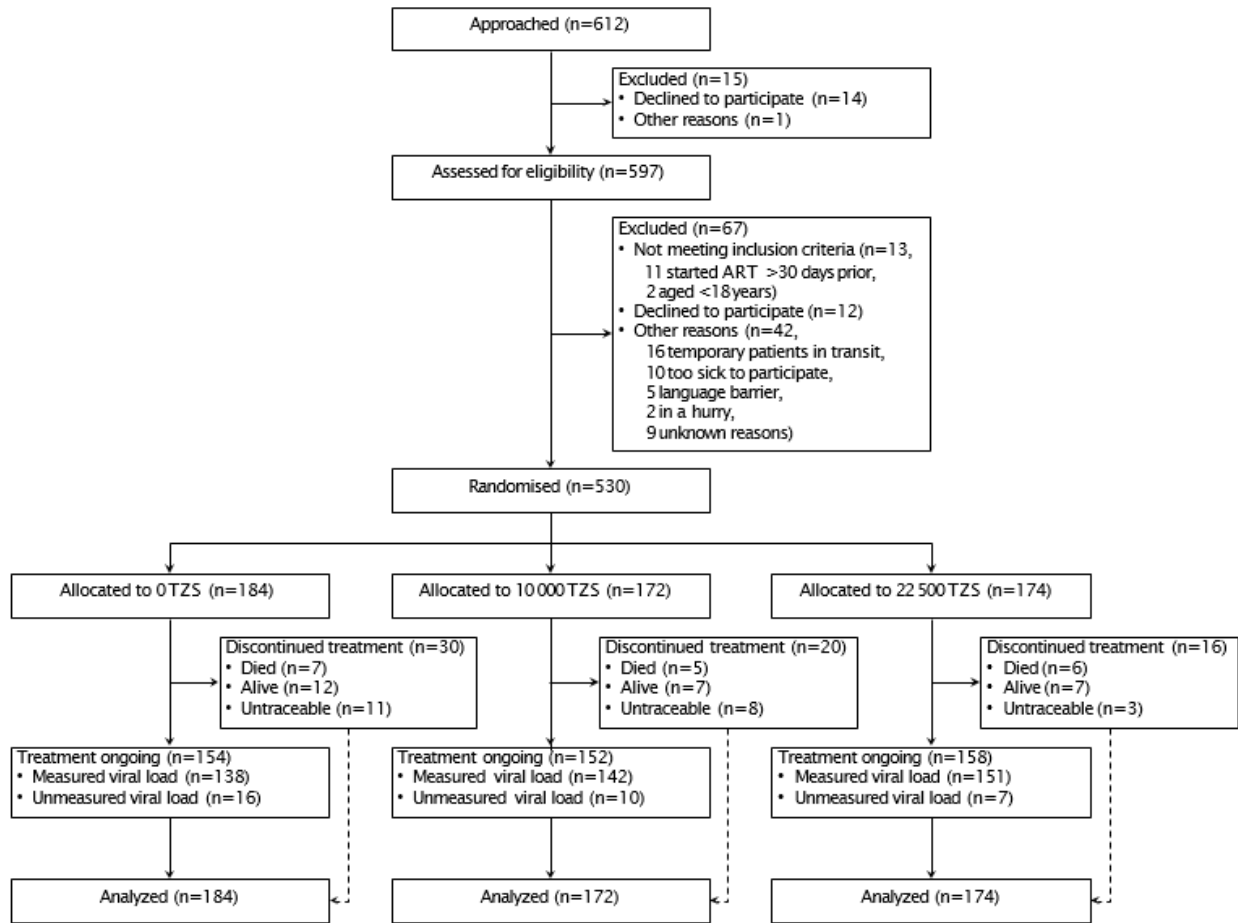 Approached (n=612)
Excluded (n=15)
• Declined to participate (n=14)
• Other reasons (n=1)
Assessed for eligibility (n=597)
Excluded (n=67)
• Not meeting inclusion criteria (n=13,
11 started ART >30 days prior,
2 aged <18 years)
• Declined to participate (n=12)
• Other reasons (n=42,
16 temporary patients in transit,
10 too sick to participate,
5 language barrier,
2 in a hurry,
9 unknown reasons)
Randomised (n=530)
Allocated to 0 TZS (n=184)
Allocated to 10 000 TZS (n=172)
Allocated to 22 500 TZS (n=174)
Discontinued treatment (n=30)
• Died (n=7)
• Alive (n=12)
• Untraceable (n=11)
Discontinued treatment (n=20)
• Died (n=5)
• Alive (n=7)
• Untraceable (n=8)
Discontinued treatment (n=16)
• Died (n=6)
• Alive (n=7)
• Untraceable (n=3)
Treatment ongoing (n=154)
• Measured viral load (n=138)
• Unmeasured viral load (n=16)
Treatment ongoing (n=152)
• Measured viral load (n=142)
• Unmeasured viral load (n=10)
Treatment ongoing (n=158)
• Measured viral load (n=151)
• Unmeasured viral load (n=7)
Analyzed (n=184)
Analyzed (n=172)
Analyzed (n=174)